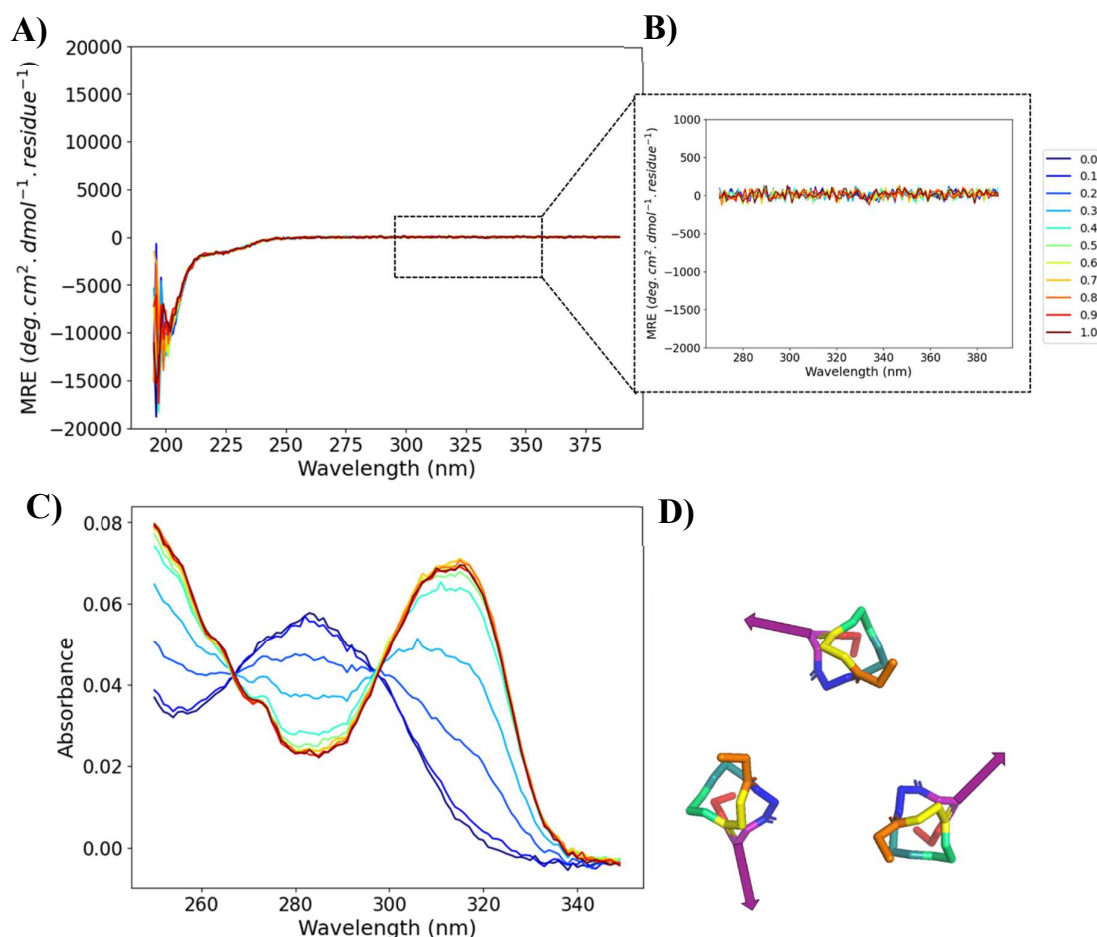 A)
20000
15000
10000
5000
0
−5000
−10000
−15000
−20000
MRE (deg. cm². dmol⁻¹. residue⁻¹)
200 225 250 275 300 325 350 375
Wavelength (nm)
B)
1000
500
0
−500
−1000
−1500
−2000
MRE (deg. cm². dmol⁻¹. residue⁻¹)
280 300 320 340 360 380
Wavelength (nm)
0.0
0.1
0.2
0.3
0.4
0.5
0.6
0.7
0.8
0.9
1.0
C)
0.08
0.06
0.04
0.02
0.00
Absorbance
260 280 300 320 340
Wavelength (nm)
D)